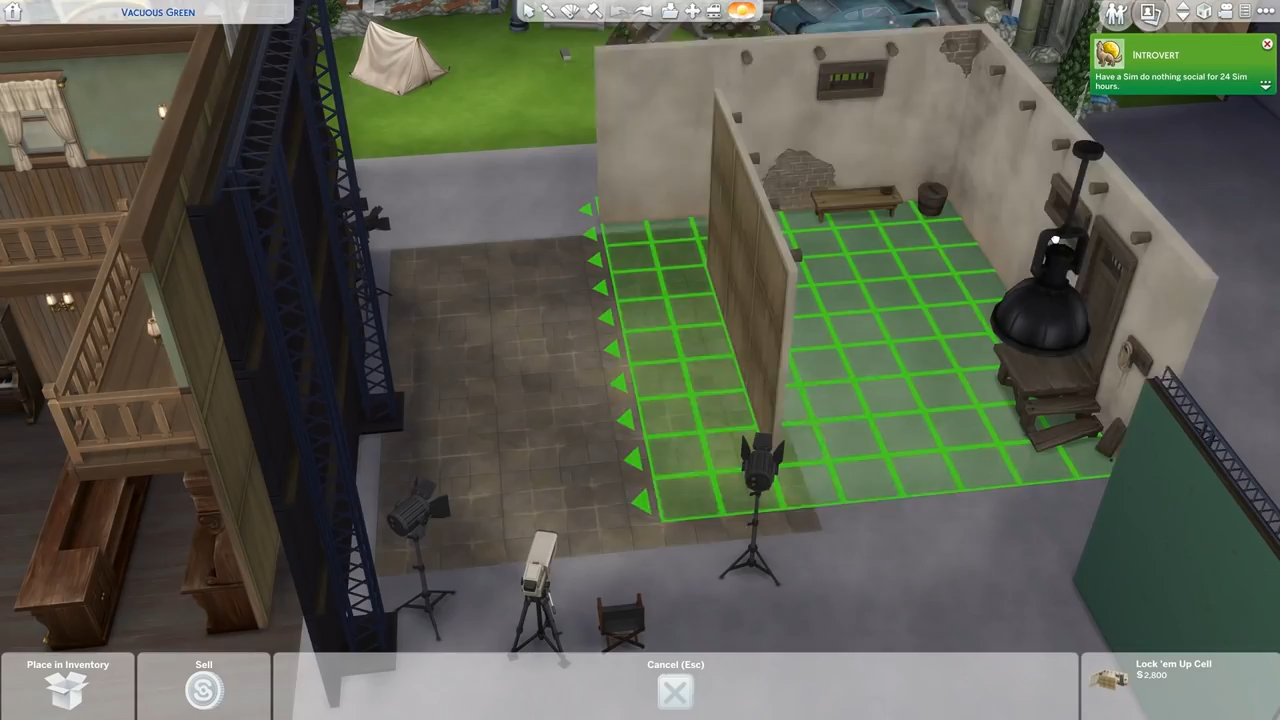 Vacuous Green
Introvert
Have a Sim do nothing social for 24 Sim
hours.
Place in Inventory
Sell
Cancel (Esc)
Lock 'em Up Cell
§2,800